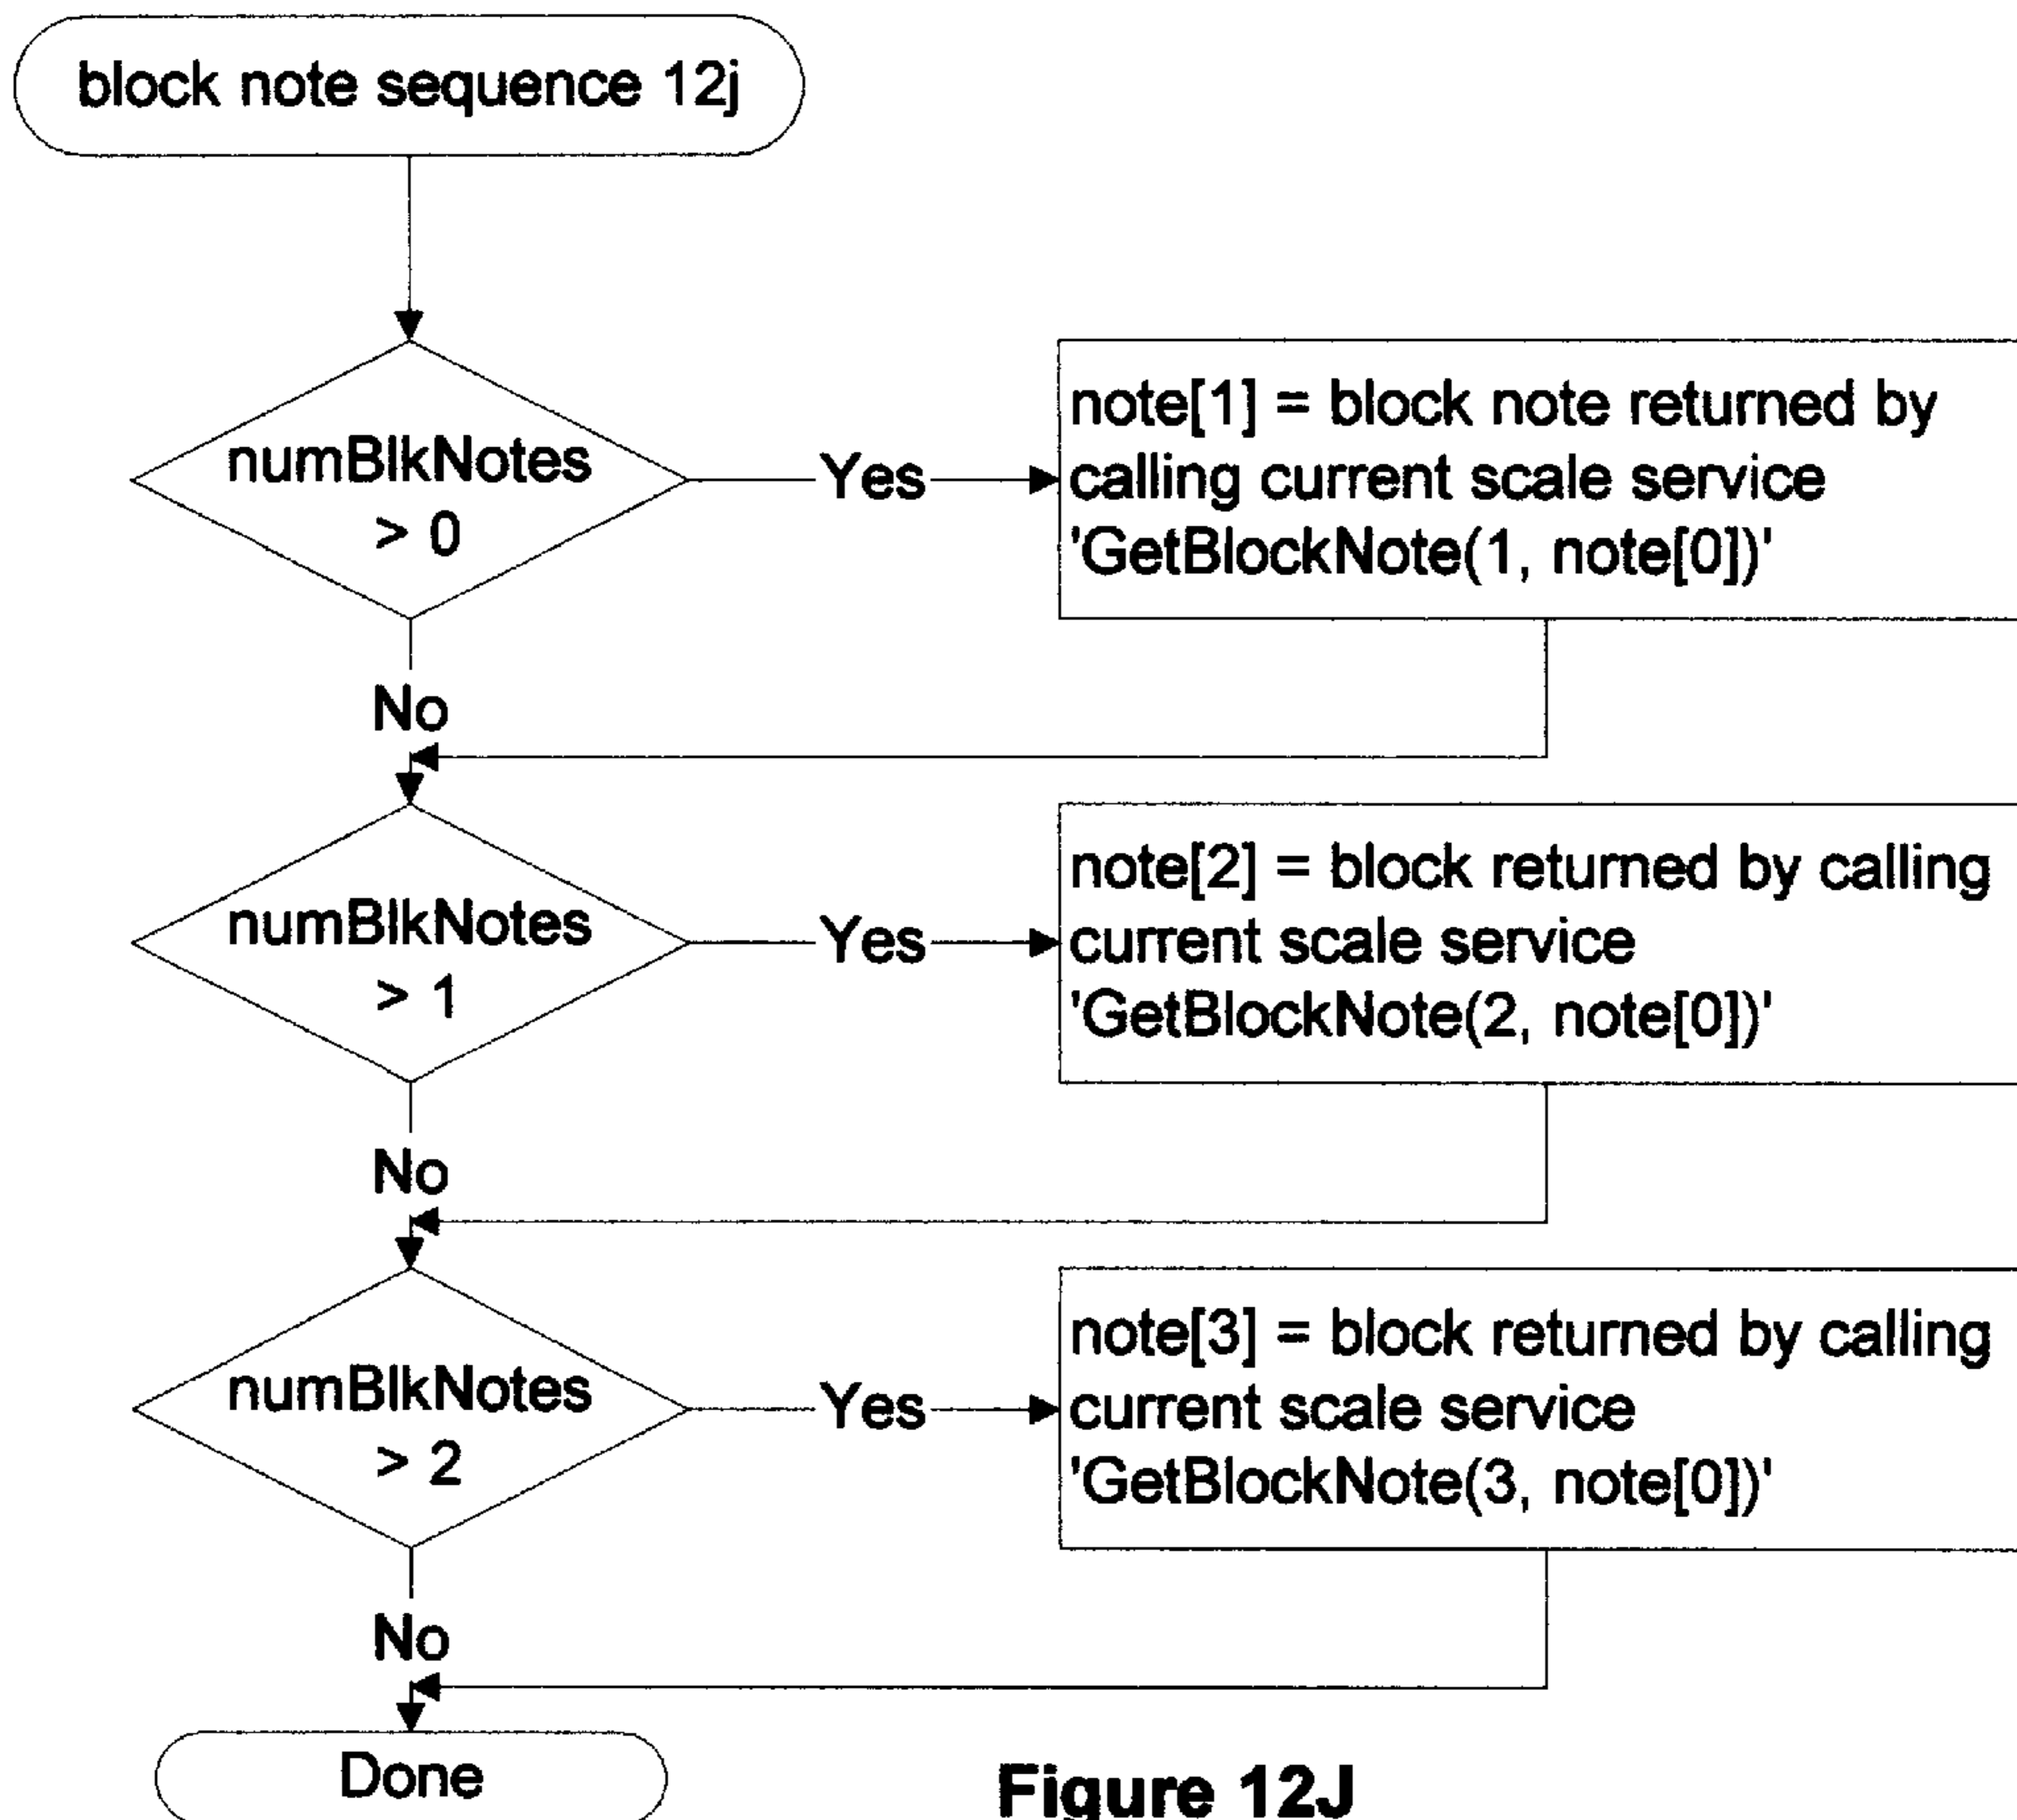 block note sequence 12j
numBlkNotes
> 0
Yes
note[1] = block note returned by
calling current scale service
'GetBlockNote(1, note[0])'
No
numBlkNotes
> 1
Yes
note[2] = block returned by calling
current scale service
'GetBlockNote(2, note[0])'
No
numBlkNotes
> 2
Yes
note[3] = block returned by calling
current scale service
'GetBlockNote(3, note[0])'
No
Done
Figure 12J